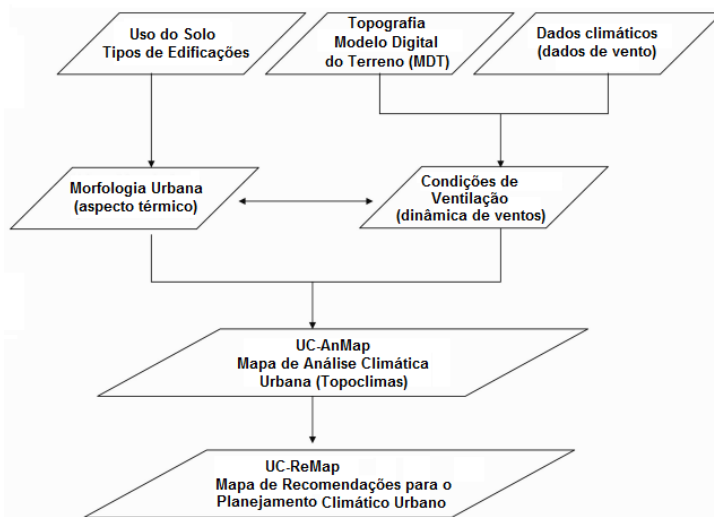 Uso do Solo
Tipos de Edificações
Topografia
Modelo Digital
do Terreno (MDT)
Dados climáticos
(dados de vento)
Morfologia Urbana
(aspecto térmico)
Condições de
Ventilação
(dinâmica de ventos)
UC-AnMap
Mapa de Análise Climática
Urbana (Topoclimas)
UC-ReMap
Mapa de Recomendações para o
Planejamento Climático Urbano